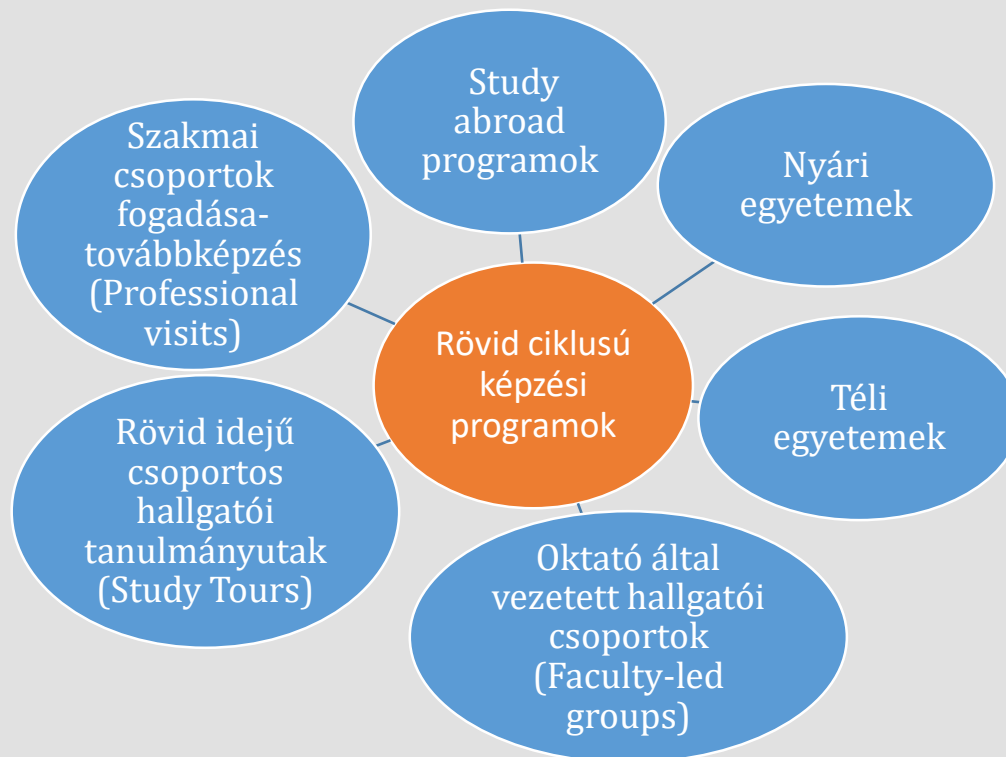 Study
abroad
programok
Nyári
egyetemek
Téli
egyetemek
Oktató által
vezetett hallgatói
csoportok
(Faculty-led
groups)
Rövid idejű
csoportos
hallgatói
tanulmányutak
(Study Tours)
Szakmai
csoportok
fogadása-
továbbképzés
(Professional
visits)
Rövid ciklusú
képzési
programok